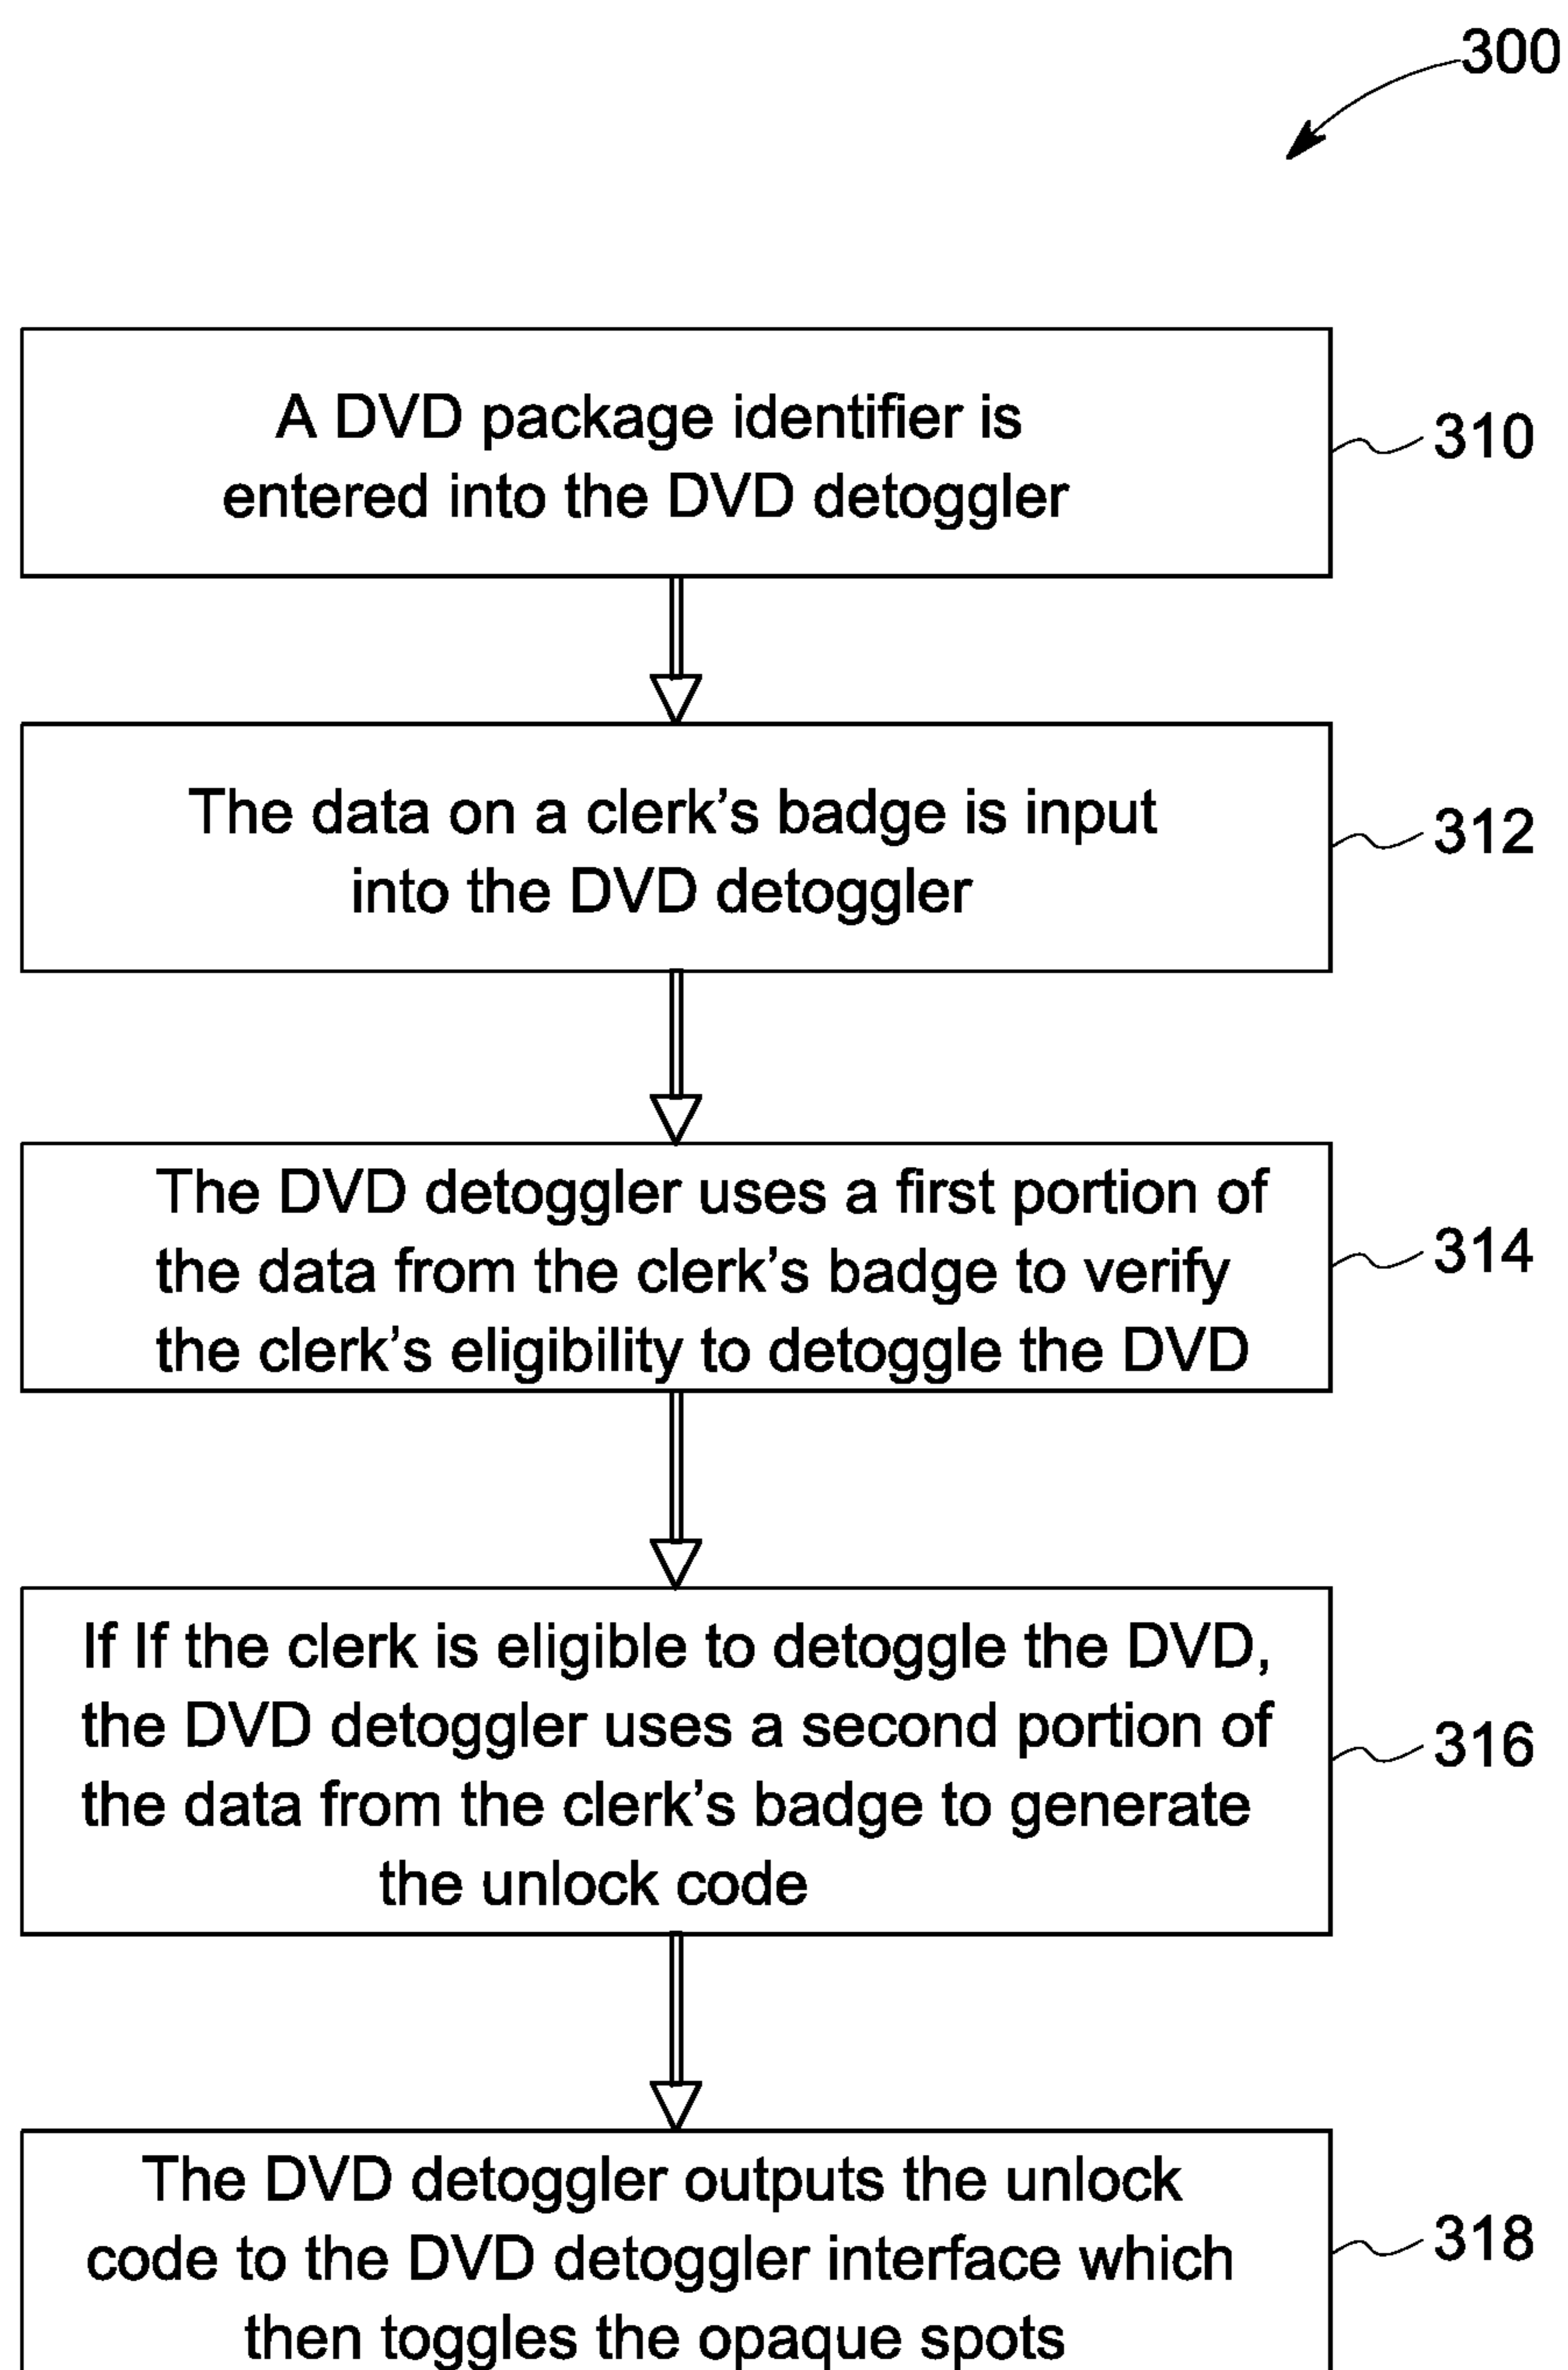 300
A DVD package identifier is
entered into the DVD detoggler
310
The data on a clerk’s badge is input
into the DVD detoggler
312
The DVD detoggler uses a first portion of
the data from the clerk’s badge to verify
the clerk’s eligibility to detoggle the DVD
314
If If the clerk is eligible to detoggle the DVD,
the DVD detoggler uses a second portion of
the data from the clerk’s badge to generate
the unlock code
316
The DVD detoggler outputs the unlock
code to the DVD detoggler interface which
then toggles the opaque spots
318